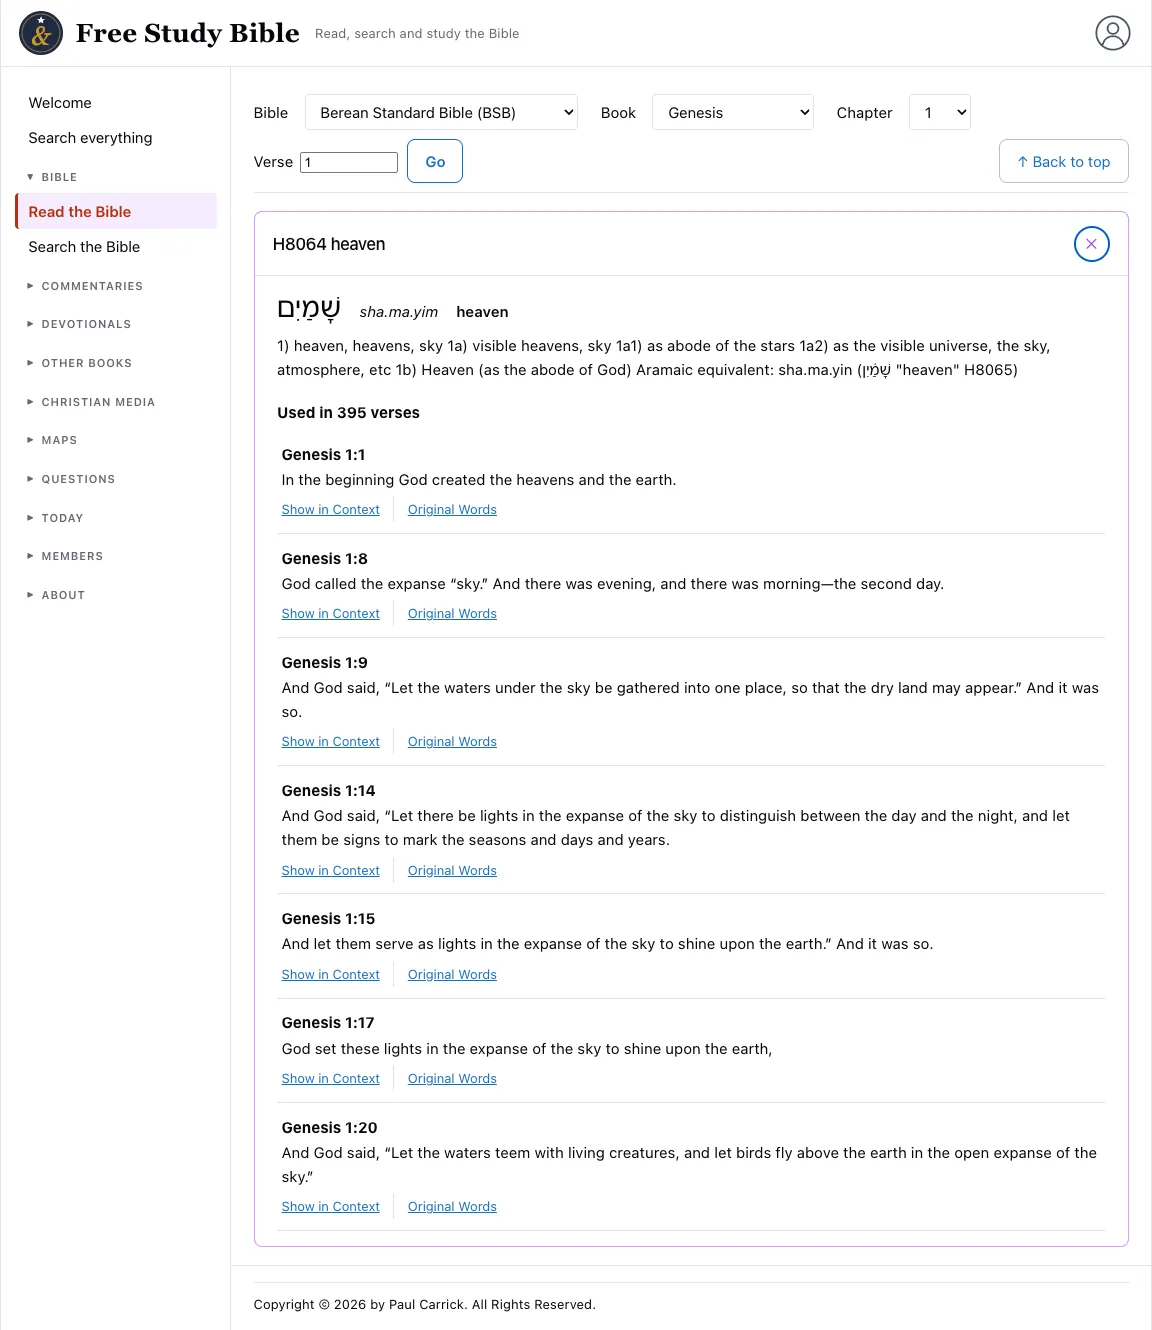 &
Free Study Bible
Read, search and study the Bible
Welcome
Search everything
BIBLE
Read the Bible
Search the Bible
COMMENTARIES
DEVOTIONALS
OTHER BOOKS
CHRISTIAN MEDIA
MAPS
QUESTIONS
TODAY
MEMBERS
ABOUT
Bible Berean Standard Bible (BSB) Book Genesis Chapter 1
Verse 1 Go ↑ Back to top
H8064 heaven
שָׁמַיִם sha.ma.yim heaven
1) heaven, heavens, sky 1a) visible heavens, sky 1a1) as abode of the stars 1a2) as the visible universe, the sky,
atmosphere, etc 1b) Heaven (as the abode of God) Aramaic equivalent: sha.ma.yin (שָׁמַ֫יִן "heaven" H8065)
Used in 395 verses
Genesis 1:1
In the beginning God created the heavens and the earth.
Show in Context Original Words
Genesis 1:8
God called the expanse “sky.” And there was evening, and there was morning—the second day.
Show in Context Original Words
Genesis 1:9
And God said, “Let the waters under the sky be gathered into one place, so that the dry land may appear.” And it was
so.
Show in Context Original Words
Genesis 1:14
And God said, “Let there be lights in the expanse of the sky to distinguish between the day and the night, and let
them be signs to mark the seasons and days and years.
Show in Context Original Words
Genesis 1:15
And let them serve as lights in the expanse of the sky to shine upon the earth.” And it was so.
Show in Context Original Words
Genesis 1:17
God set these lights in the expanse of the sky to shine upon the earth,
Show in Context Original Words
Genesis 1:20
And God said, “Let the waters teem with living creatures, and let birds fly above the earth in the open expanse of the
sky.”
Show in Context Original Words
Copyright © 2026 by Paul Carrick. All Rights Reserved.